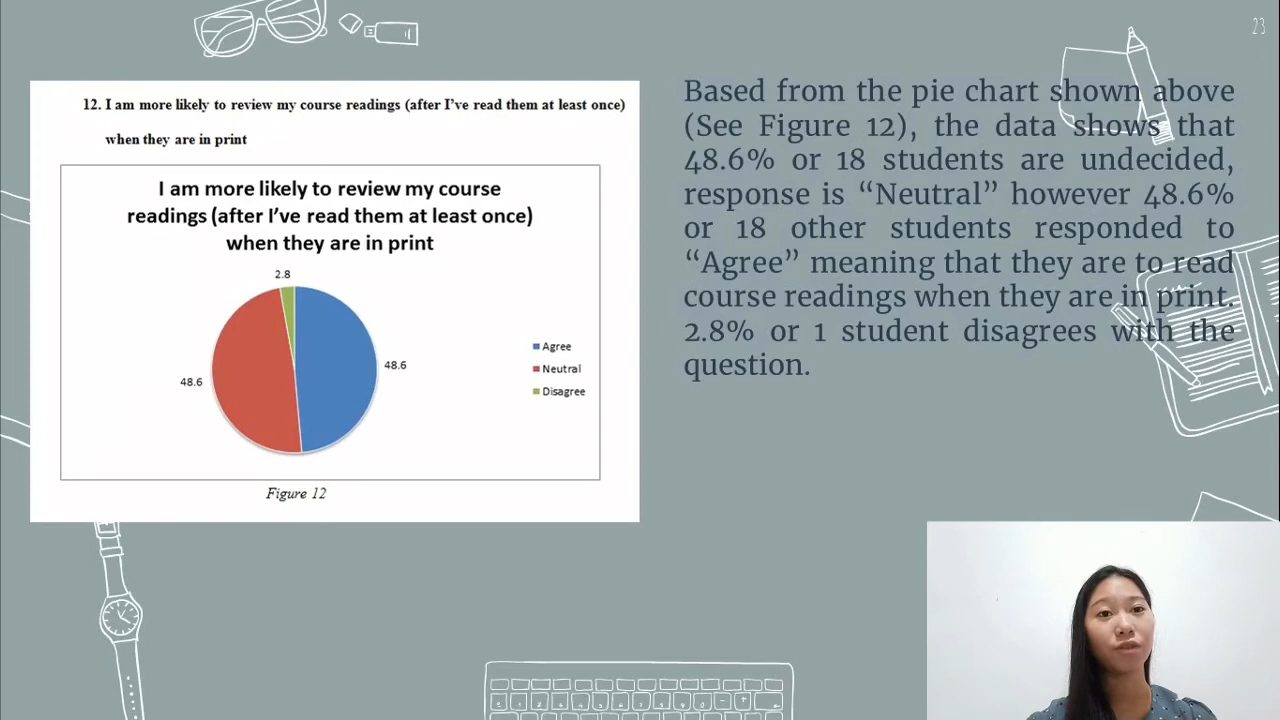 23
12. I am more likely to review my course readings (after I've read them at least once)
when they are in print
I am more likely to review my course
readings (after I've read them at least once)
when they are in print
2.8
48.6
48.6
Agree
Neutral
Disagree
Figure 12
Based from the pie chart shown above
(See Figure 12), the data shows that
48.6% or 18 students are undecided,
response is “Neutral” however 48.6%
or 18 other students responded to
“Agree” meaning that they are to read
course readings when they are in print.
2.8% or 1 student disagrees with the
question.